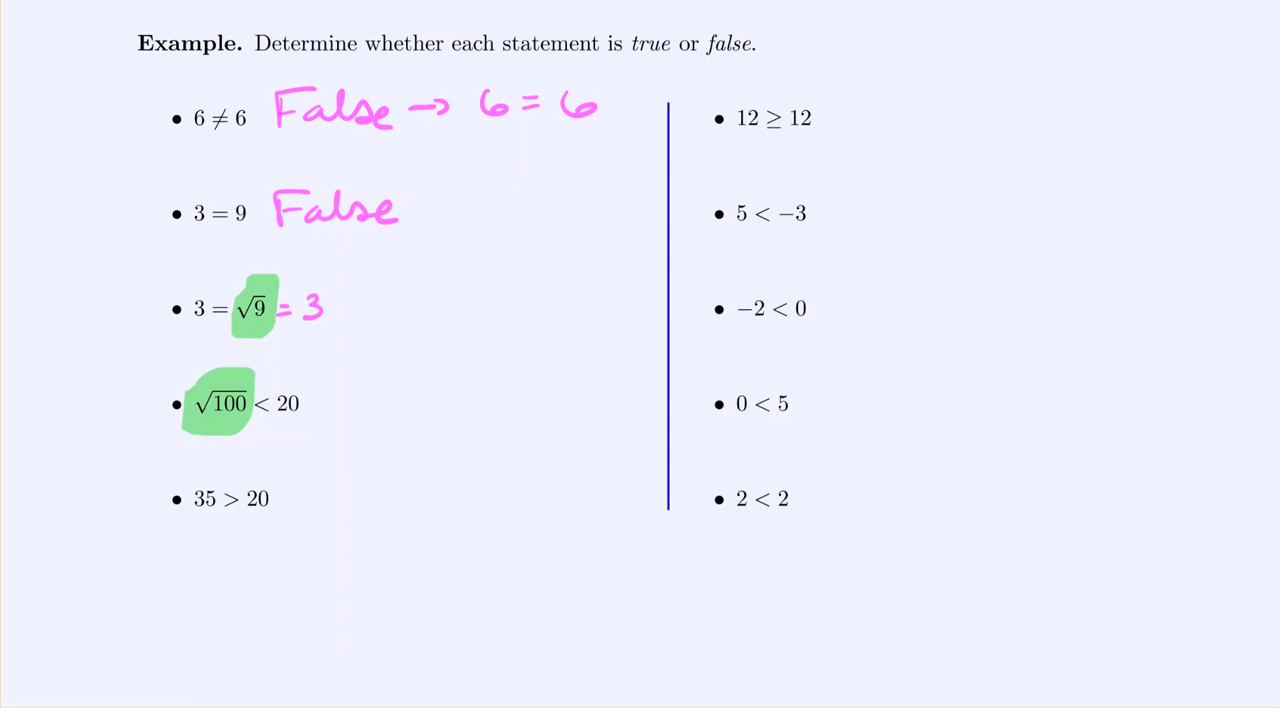 Example. Determine whether each statement is true or false.
• 6 ≠ 6 False → 6 = 6
• 3 = 9 False
• 3 = √9 = 3
• √100 < 20
• 35 > 20
• 12 ≥ 12
• 5 < −3
• −2 < 0
• 0 < 5
• 2 < 2